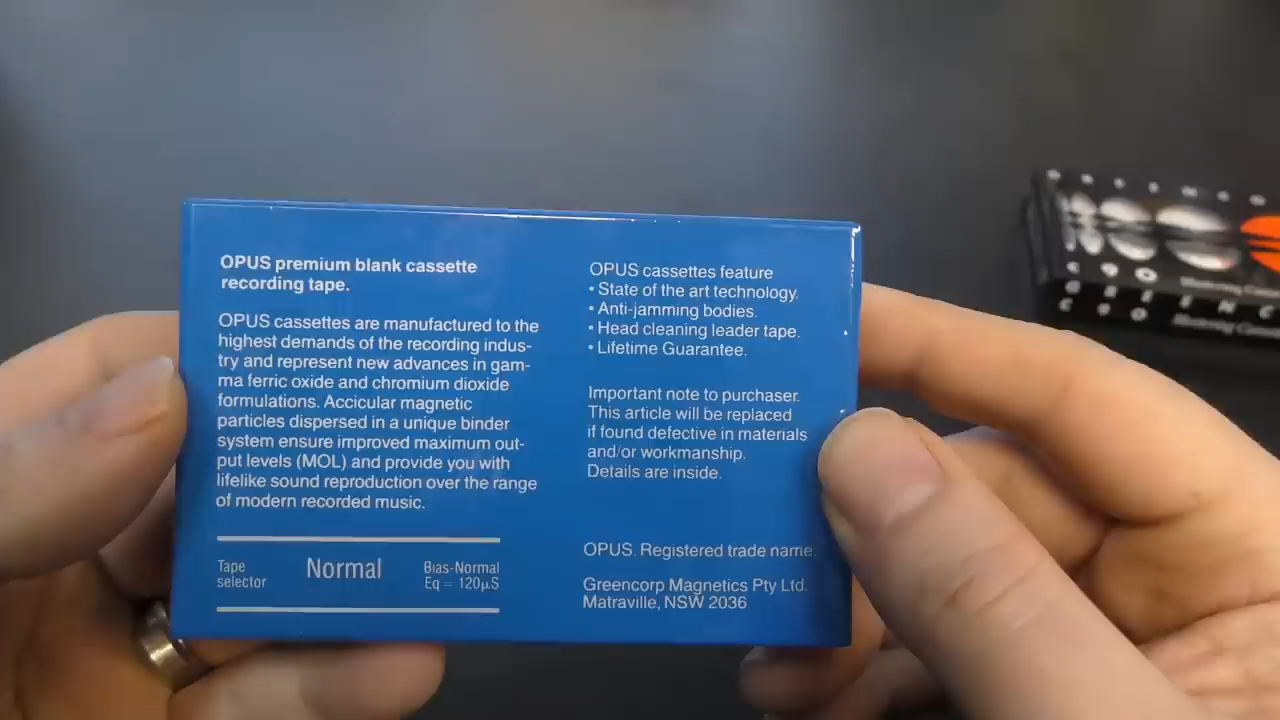 OPUS premium blank cassette
recording tape.
OPUS cassettes are manufactured to the
highest demands of the recording indus-
try and represent new advances in gam-
ma ferric oxide and chromium dioxide
formulations. Accicular magnetic
particles dispersed in a unique binder
system ensure improved maximum out-
put levels (MOL) and provide you with
lifelike sound reproduction over the range
of modern recorded music.
Tape
selector
Normal
Bias-Normal
Eq = 120µS
OPUS cassettes feature
• State of the art technology.
• Anti-jamming bodies.
• Head cleaning leader tape.
• Lifetime Guarantee.
Important note to purchaser.
This article will be replaced
if found defective in materials
and/or workmanship.
Details are inside.
OPUS. Registered trade name.
Greencorp Magnetics Pty Ltd.
Matraville, NSW 2036
C90
Mastering
G R E E N C
C90
Mastering